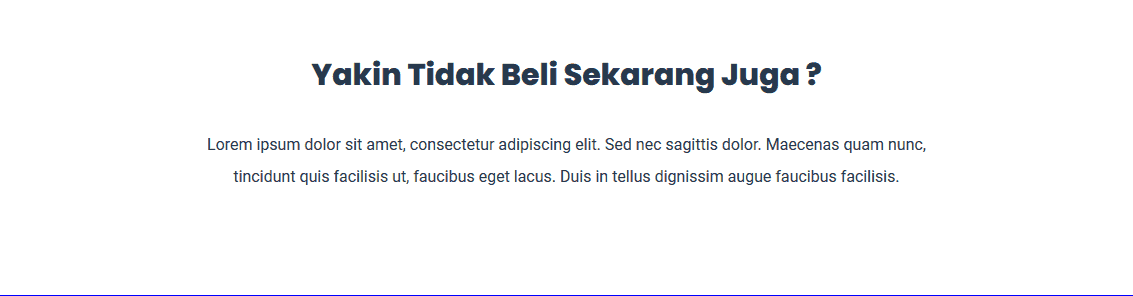 Yakin Tidak Beli Sekarang Juga ?
Lorem ipsum dolor sit amet, consectetur adipiscing elit. Sed nec sagittis dolor. Maecenas quam nunc,
tincidunt quis facilisis ut, faucibus eget lacus. Duis in tellus dignissim augue faucibus facilisis.